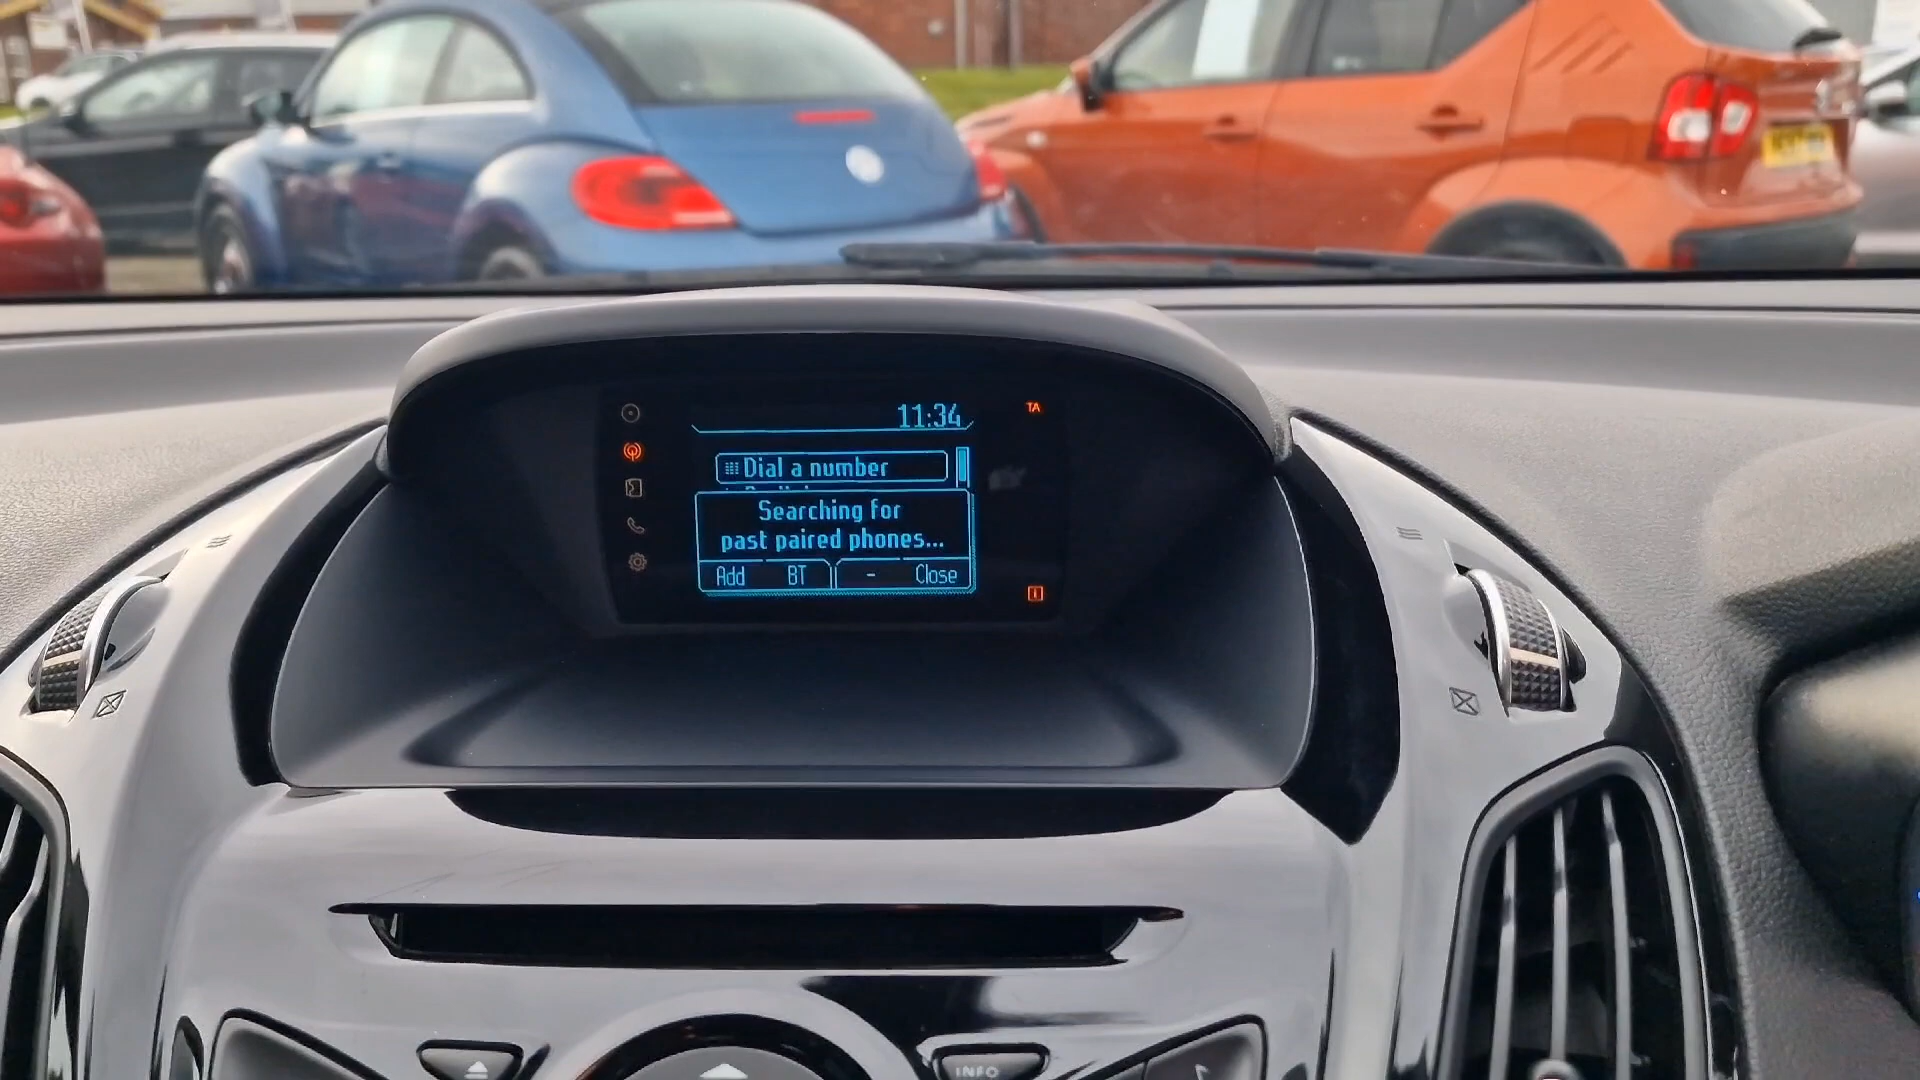 11:34
TA
Dial a number
Searching for
past paired phones...
Add BT - Close
INFO